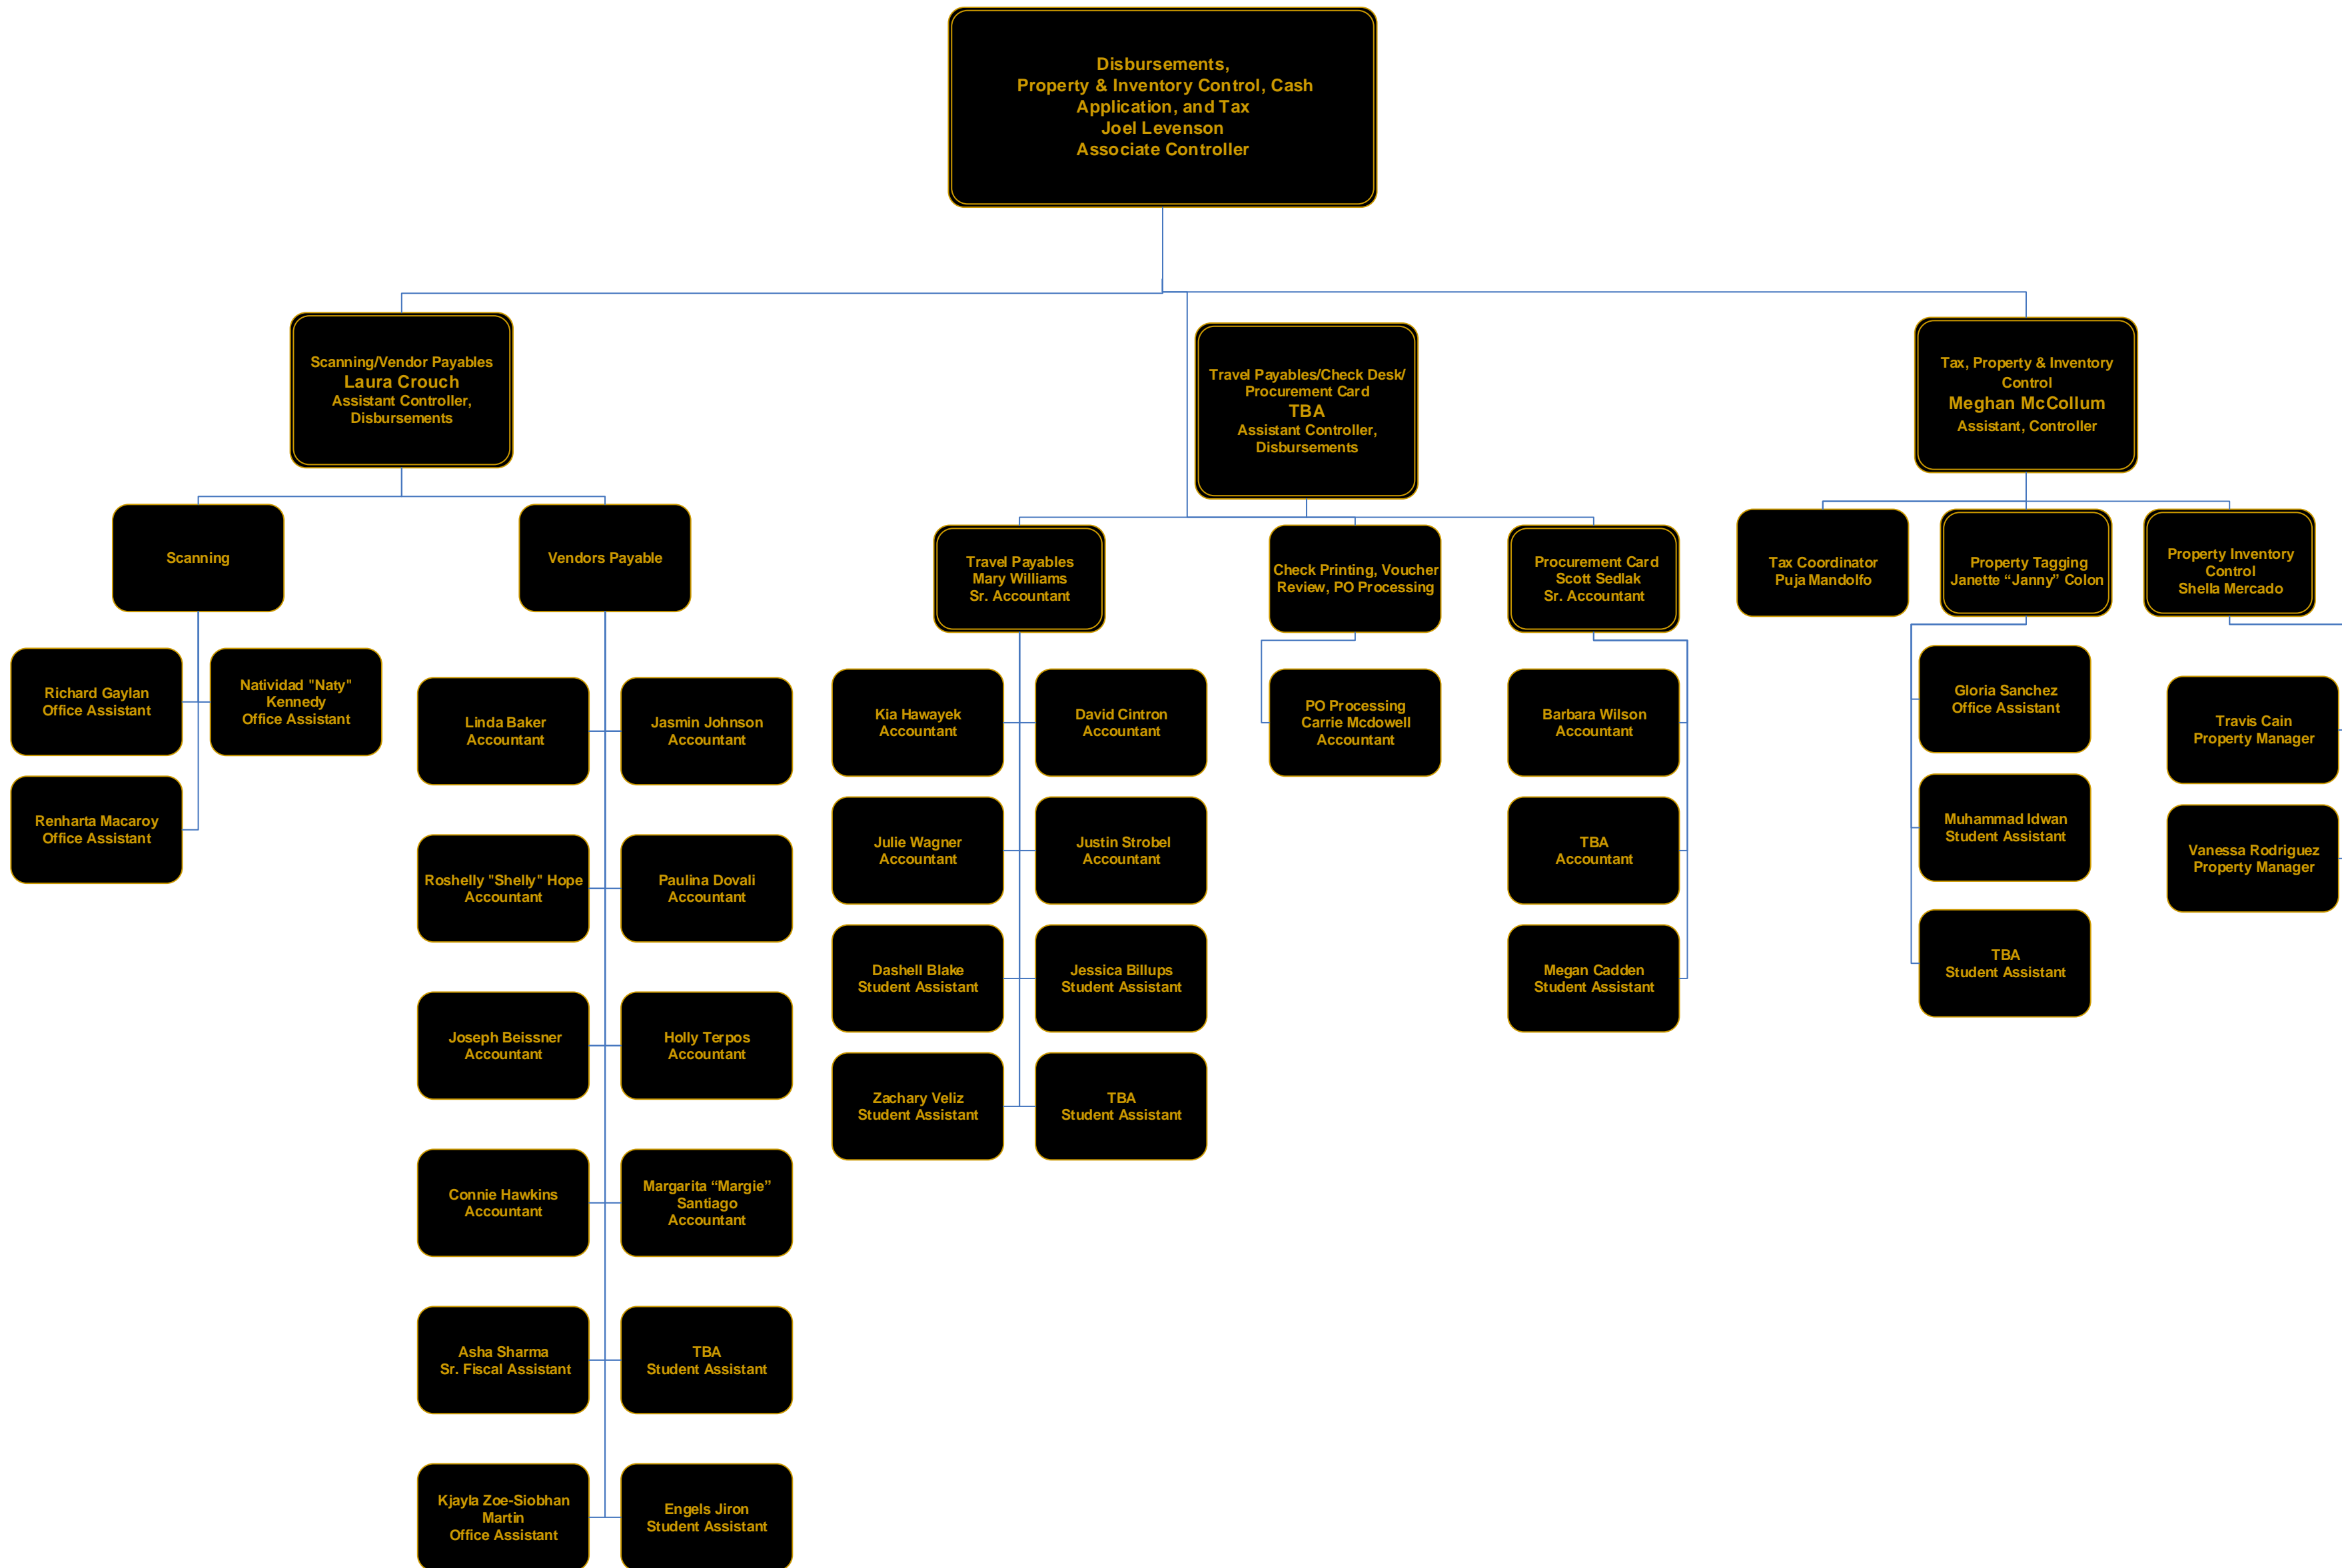 Disbursements,
Property & Inventory Control, Cash
Application, and Tax
Joel Levenson
Associate Controller
Scanning/Vendor Payables
Laura Crouch
Assistant Controller,
Disbursements
Travel Payables/Check Desk/
Procurement Card
TBA
Assistant Controller,
Disbursements
Tax, Property & Inventory
Control
Meghan McCollum
Assistant, Controller
Scanning
Vendors Payable
Travel Payables
Mary Williams
Sr. Accountant
Check Printing, Voucher
Review, PO Processing
Procurement Card
Scott Sedlak
Sr. Accountant
Tax Coordinator
Puja Mandolfo
Property Tagging
Janette “Janny” Colon
Property Inventory
Control
Shella Mercado
Richard Gaylan
Office Assistant
Natividad "Naty"
Kennedy
Office Assistant
Renharta Macaroy
Office Assistant
Linda Baker
Accountant
Jasmin Johnson
Accountant
Roshelly "Shelly" Hope
Accountant
Paulina Dovali
Accountant
Joseph Beissner
Accountant
Holly Terpos
Accountant
Connie Hawkins
Accountant
Margarita “Margie”
Santiago
Accountant
Asha Sharma
Sr. Fiscal Assistant
TBA
Student Assistant
Kjayla Zoe-Siobhan
Martin
Office Assistant
Engels Jiron
Student Assistant
Kia Hawayek
Accountant
David Cintron
Accountant
Julie Wagner
Accountant
Justin Strobel
Accountant
Dashell Blake
Student Assistant
Jessica Billups
Student Assistant
Zachary Veliz
Student Assistant
TBA
Student Assistant
PO Processing
Carrie Mcdowell
Accountant
Barbara Wilson
Accountant
TBA
Accountant
Megan Cadden
Student Assistant
Gloria Sanchez
Office Assistant
Muhammad Idwan
Student Assistant
TBA
Student Assistant
Travis Cain
Property Manager
Vanessa Rodriguez
Property Manager